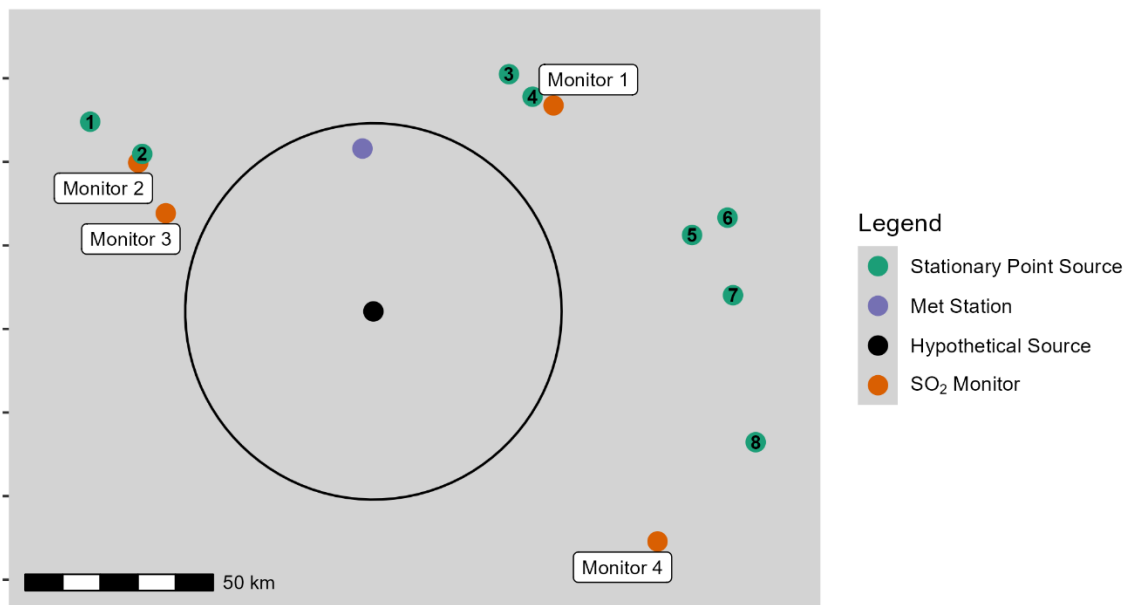 3
Monitor 1
4
1
2
Monitor 2
6
Monitor 3
5
7
8
Monitor 4
50 km
Legend
Stationary Point Source
Met Station
Hypothetical Source
SO₂ Monitor